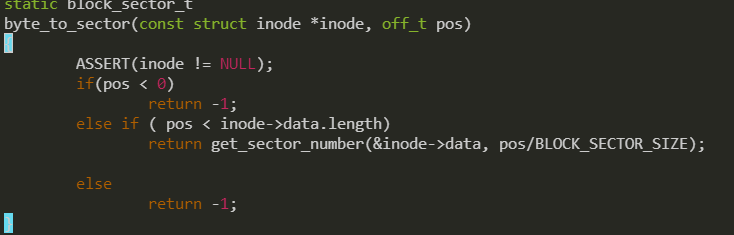 static block_sector_t
byte_to_sector(const struct inode *inode, off_t pos)
{
        ASSERT(inode != NULL);
        if(pos < 0)
                return -1;
        else if ( pos < inode->data.length)
                return get_sector_number(&inode->data, pos/BLOCK_SECTOR_SIZE);

        else
                return -1;
}